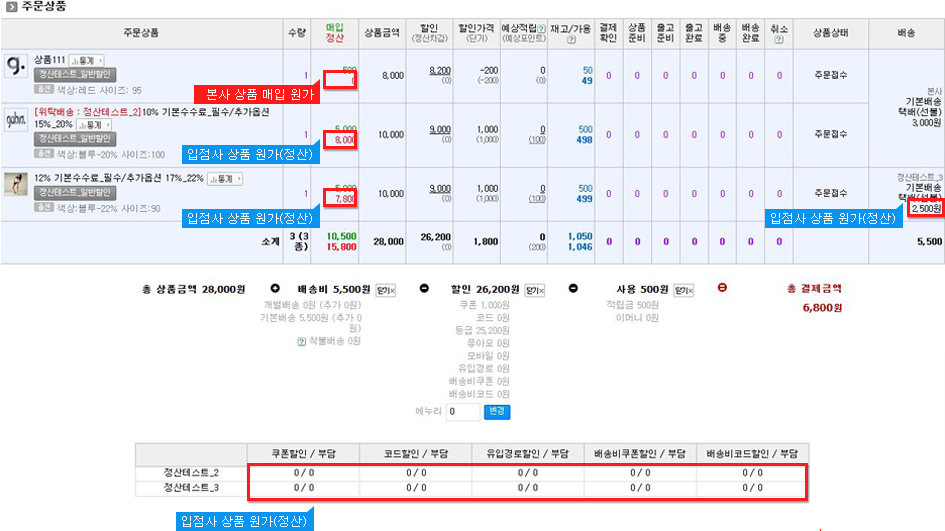 주문상품
주문상품 수량 매입 정산 상품금액 할인 (정산차감) 할인가격 (단가) 예상적립 (예상포인트) 재고/가용 결제 확인 상품 준비 출고 준비 출고 완료 배송 중 배송 완료 취소 상품상태 배송
g. 상품111 통계
정산테스트_일반할인
옵션 색상:레드 사이즈: 95
1 8,000 8,200 (0) -200 (-200) 0 (0) 50 49 0 0 0 0 0 0 0 주문접수
본사 상품 매입 원가
본사
기본배송
택배(선불)
3,000원
[위탁배송 : 정산테스트_2]10% 기본수수료_필수/추가옵션
15%_20% 통계
정산테스트_일반할인
옵션 색상:블루-20% 사이즈:100
1 5,000 8,000 10,000 9,000 (0) 1,000 (1,000) 0 (100) 500 498 0 0 0 0 0 0 0 주문접수
입점사 상품 원가(정산)
12% 기본수수료_필수/추가옵션 17%_22% 통계
정산테스트_일반할인
옵션 색상:블루-22% 사이즈:90
1 7,800 10,000 9,000 (0) 1,000 (1,000) 0 (100) 500 499 0 0 0 0 0 0 0 주문접수
입점사 상품 원가(정산)
정산테스트_3
기본배송
택배(선불)
2,500원
입점사 상품 원가(정산)
소계 3 (3종) 10,500 15,800 28,000 26,200 (0) 1,800 0 (200) 1,050 1,046 0 0 0 0 0 0 0 5,500
총 상품금액 28,000원 배송비 5,500원 닫기× 할인 26,200원 닫기× 사용 500원 닫기× 총 결제금액
6,800원
개별배송 0원 (추가 0원)
기본배송 5,500원 (추가 0
원)
착불배송 0원
쿠폰 1,000원
코드 0원
등급 25,200원
좋아요 0원
모바일 0원
유입경로 0원
배송비쿠폰 0원
배송비코드 0원
에누리 0 변경
적립금 500원
이머니 0원
쿠폰할인 / 부담 코드할인 / 부담 유입경로할인 / 부담 배송비쿠폰할인 / 부담 배송비코드할인 / 부담
정산테스트_2 0 / 0 0 / 0 0 / 0 0 / 0 0 / 0
정산테스트_3 0 / 0 0 / 0 0 / 0 0 / 0 0 / 0
입점사 상품 원가(정산)